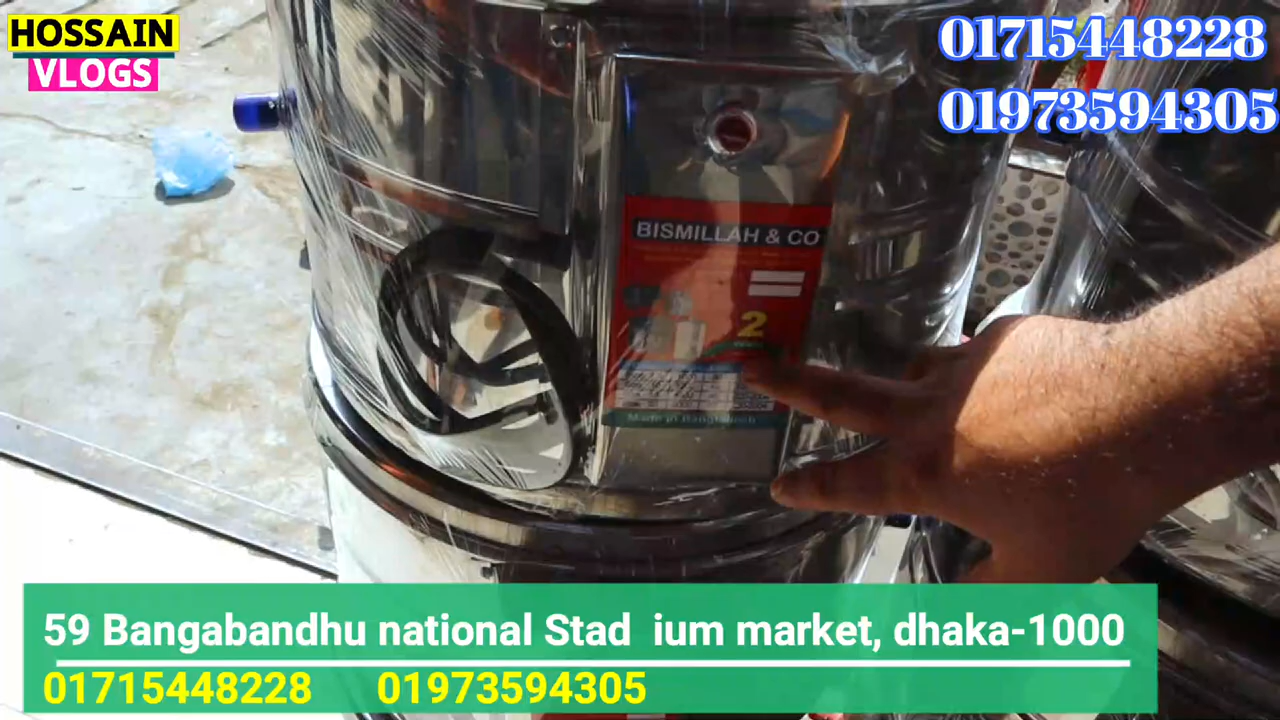 HOSSAIN
VLOGS
01715448228
01973594305
BISMILLAH & CO
2
Made in Bangladesh
59 Bangabandhu national Stad ium market, dhaka-1000
01715448228 01973594305